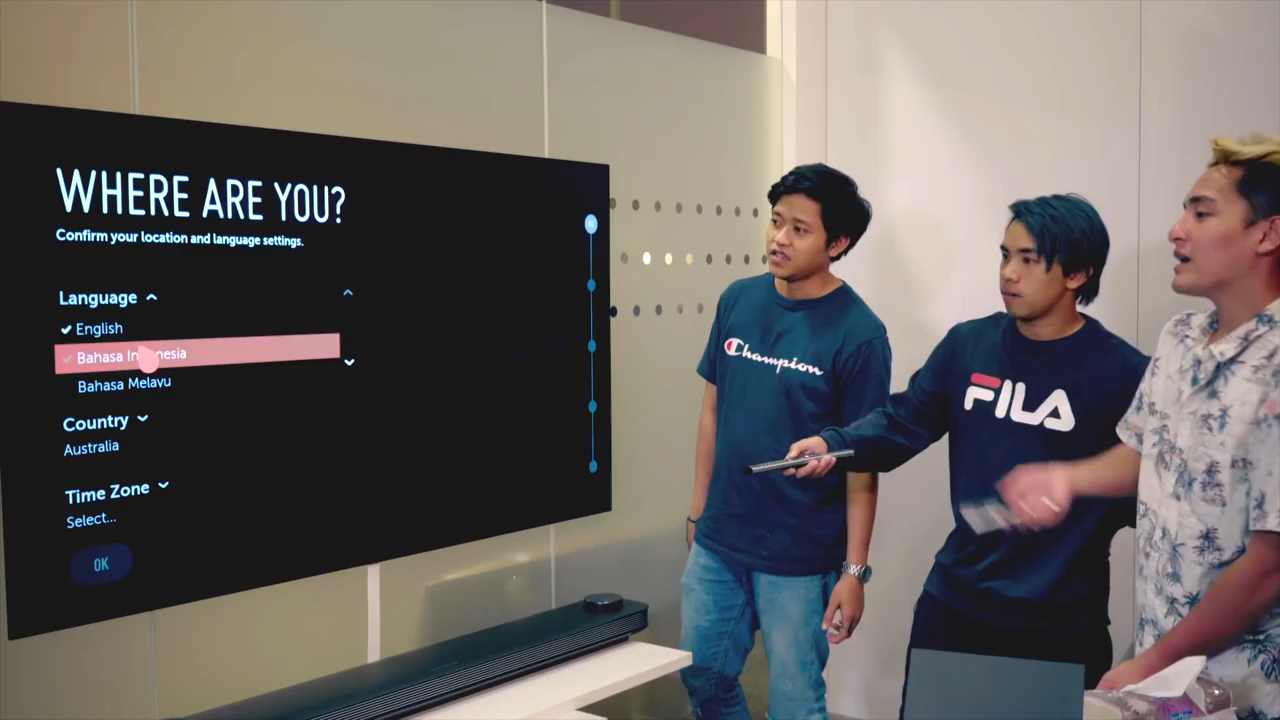 WHERE ARE YOU?
Confirm your location and language settings.
Language
English
Bahasa Indonesia
Bahasa Melayu
Country
Australia
Time Zone
Select...
OK
Champion
FILA